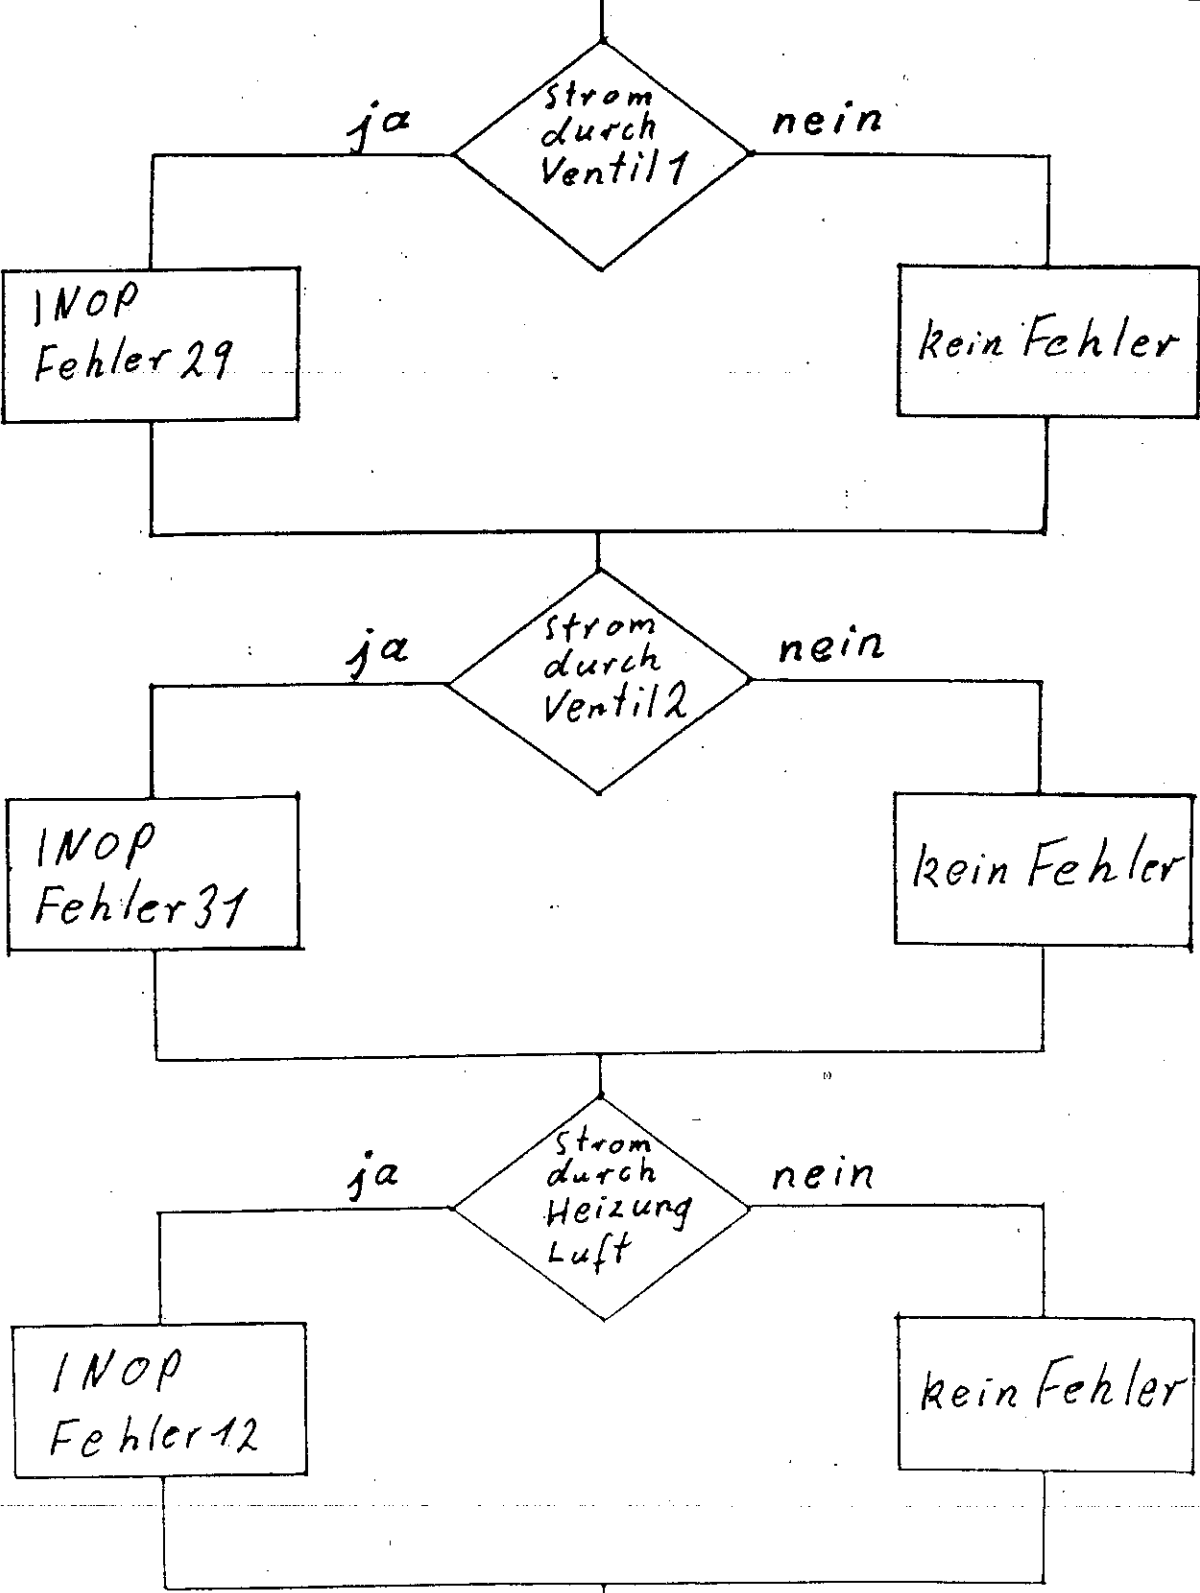 Strom
durch
Ventil 1
ja
nein
INOP
Fehler 29
kein Fehler
Strom
durch
Ventil 2
ja
nein
INOP
Fehler 31
kein Fehler
Strom
durch
Heizung
Luft
ja
nein
INOP
Fehler 12
kein Fehler